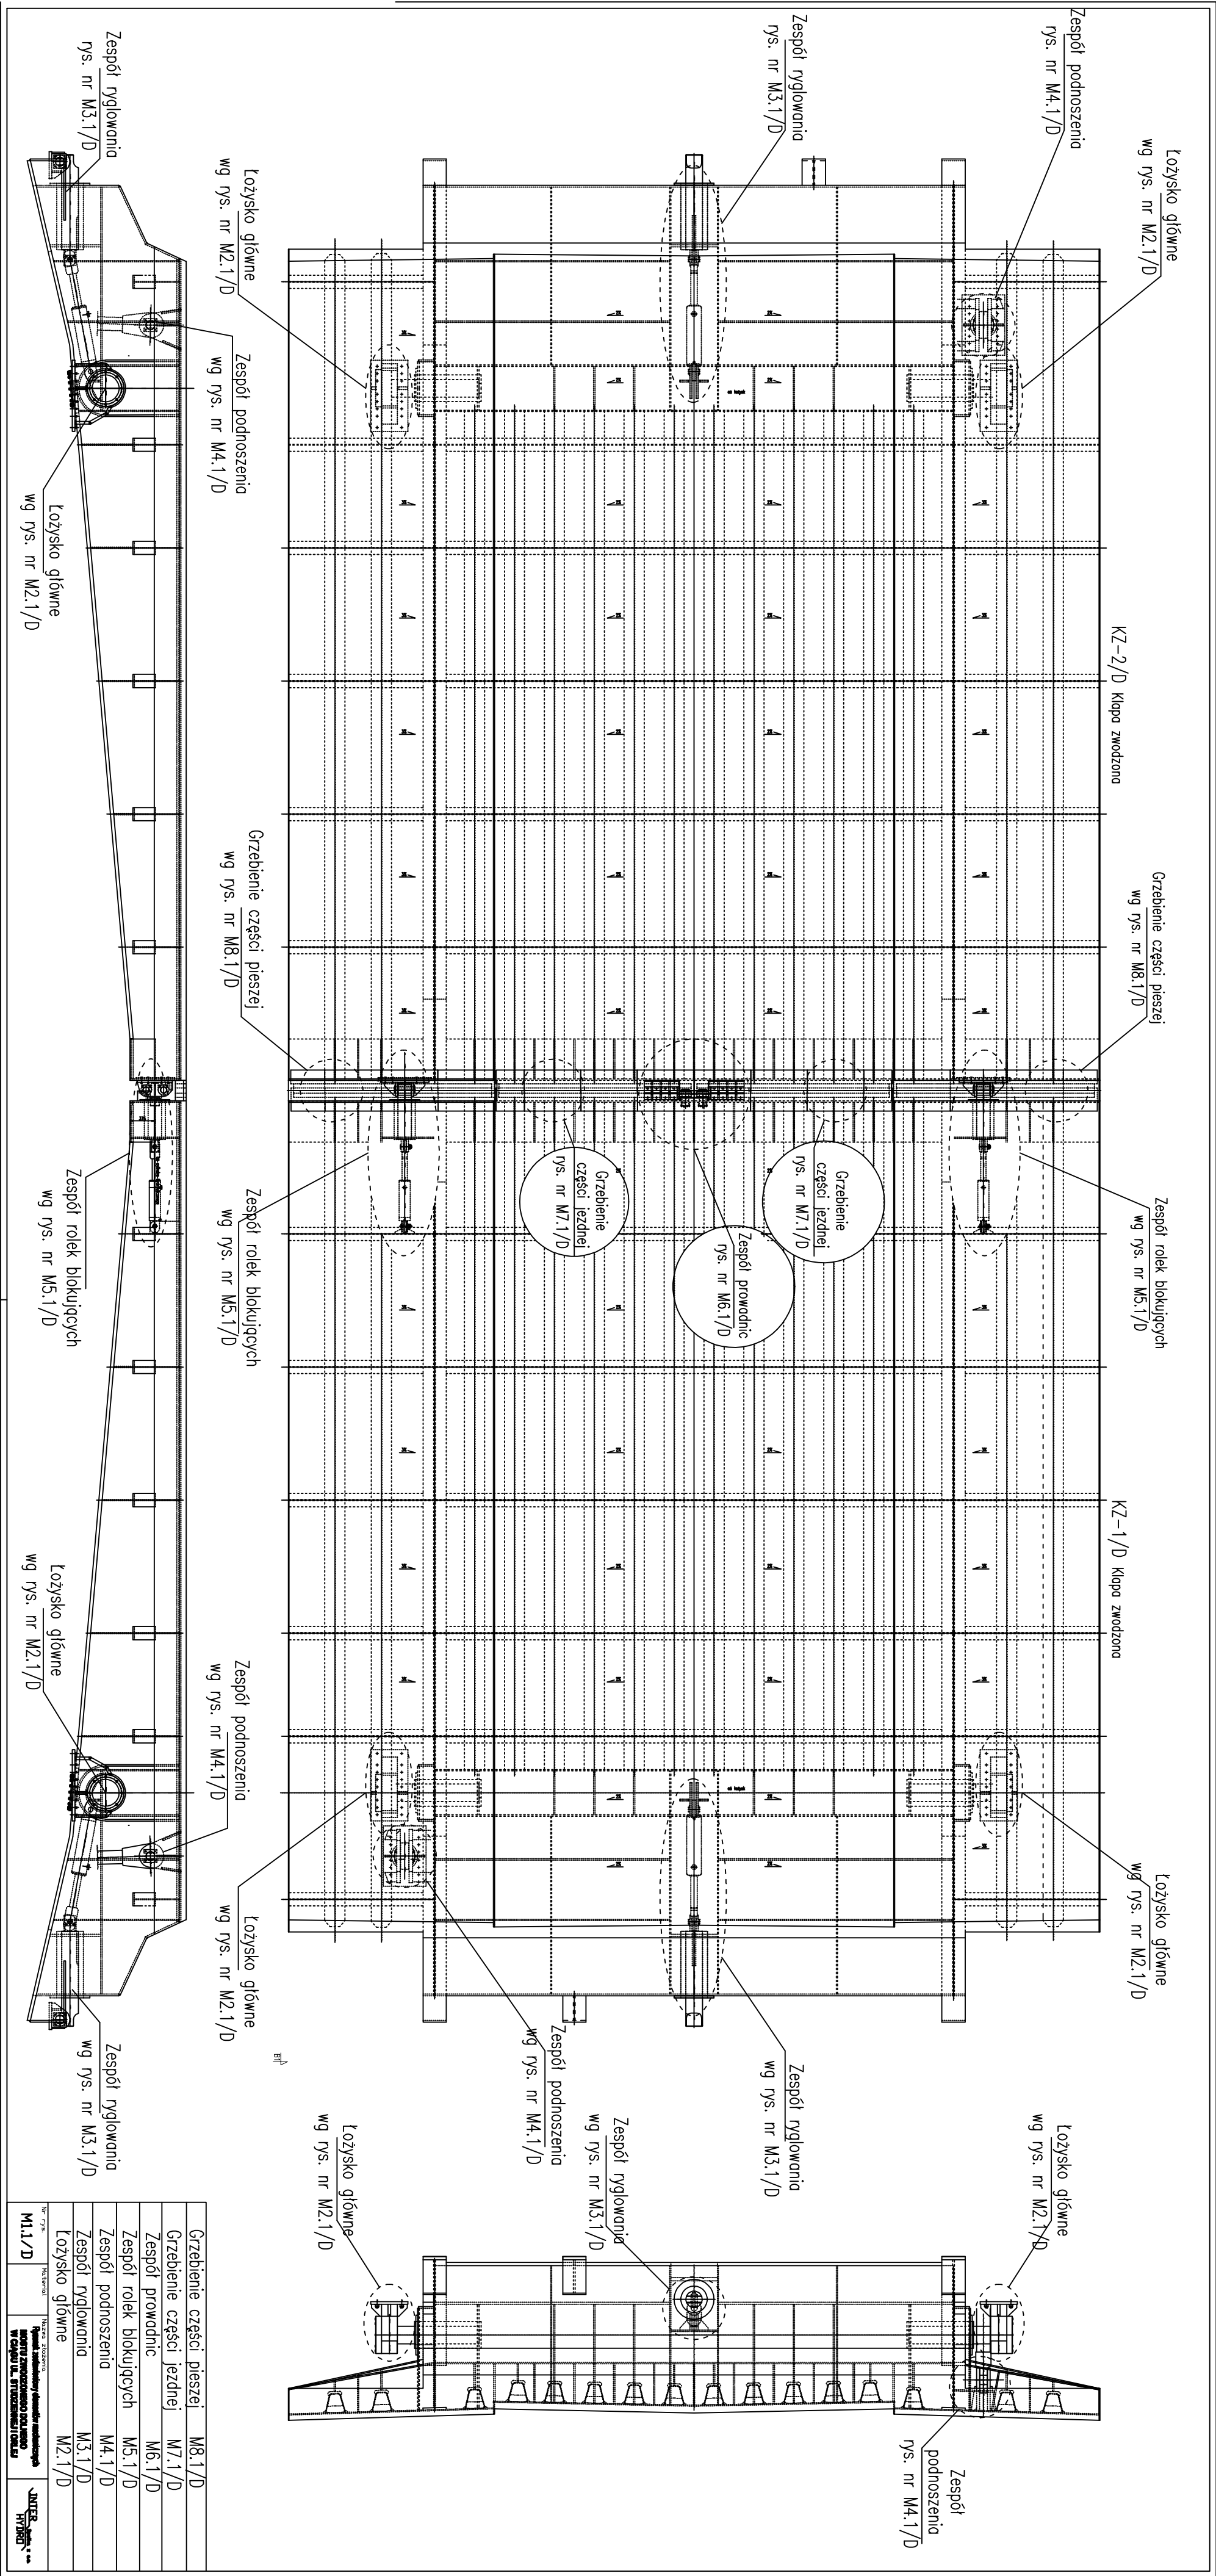 Zespół podnoszenia
rys. nr M4.1/D
Łożysko główne
wg rys. nr M2.1/D
KZ-2/D Klapa zwodzona
Grzebienie części pieszej
wg rys. nr M8.1/D
Zespół rolek blokujących
wg rys. nr M5.1/D
KZ-1/D Klapa zwodzona
Łożysko główne
wg rys. nr M2.1/D
Łożysko główne
wg rys. nr M2.1/D
Zespół ryglowania
rys. nr M3.1/D
Grzebienie
części jezdnej
rys. nr M7.1/D
Zespół prowadnic
rys. nr M6.1/D
Grzebienie
części jezdnej
rys. nr M7.1/D
Zespół ryglowania
wg rys. nr M3.1/D
Zespół ryglowania
wg rys. nr M3.1/D
Zespół
podnoszenia
rys. nr M4.1/D
Zespół podnoszenia
wg rys. nr M4.1/D
Łożysko główne
wg rys. nr M2.1/D
Łożysko główne
wg rys. nr M2.1/D
Zespół podnoszenia
wg rys. nr M4.1/D
Grzebienie części pieszej
wg rys. nr M8.1/D
Zespół rolek blokujących
wg rys. nr M5.1/D
Zespół podnoszenia
wg rys. nr M4.1/D
Łożysko główne
wg rys. nr M2.1/D
Zespół ryglowania
rys. nr M3.1/D
Łożysko główne
wg rys. nr M2.1/D
Zespół rolek blokujących
wg rys. nr M5.1/D
Łożysko główne
wg rys. nr M2.1/D
Zespół ryglowania
wg rys. nr M3.1/D
Grzebienie części pieszej M8.1/D
Grzebienie części jezdnej M7.1/D
Zespół prowadnic M6.1/D
Zespół rolek blokujących M5.1/D
Zespół podnoszenia M4.1/D
Zespół ryglowania M3.1/D
Łożysko główne M2.1/D
Nr rys.
M1.1/D
Materiał
Nazwa złożenia
MOSTU ZWODZONEGO DOLNEGO
INTER
HYDRO